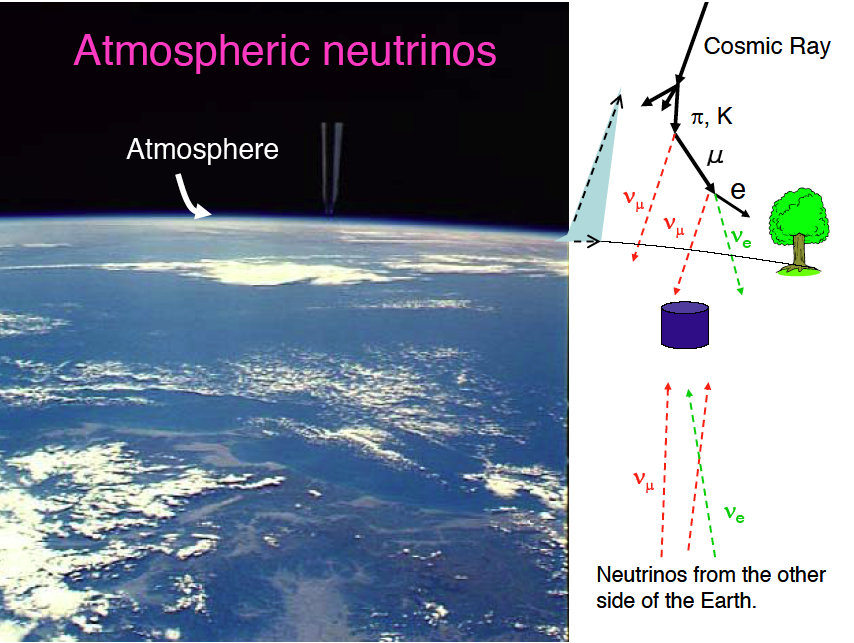 Atmospheric neutrinos
Atmosphere
Cosmic Ray
π, K
μ
e
νμ
νμ
νe
νμ
νe
Neutrinos from the other
side of the Earth.